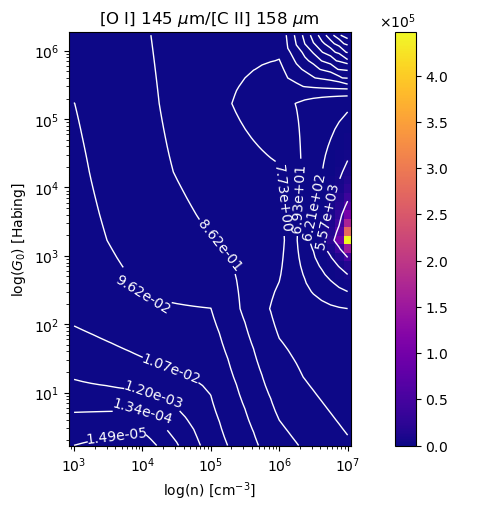 [O I] 145 μm/[C II] 158 μm
×10⁵
10⁶
10⁵
10⁴
10³
10²
10¹
log(G₀) [Habing]
7.73e+00
6.93e+01
6.21e+02
5.57e+03
8.62e-01
9.62e-02
1.07e-02
1.20e-03
1.34e-04
1.49e-05
10³ 10⁴ 10⁵ 10⁶ 10⁷
log(n) [cm⁻³]
4.0
3.5
3.0
2.5
2.0
1.5
1.0
0.5
0.0